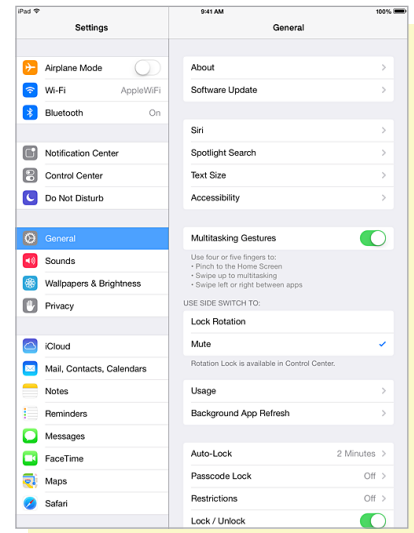 iPad 9:41 AM 100%
Settings
General
Airplane Mode
Wi-Fi AppleWiFi
Bluetooth On
Notification Center
Control Center
Do Not Disturb
General
Sounds
Wallpapers & Brightness
Privacy
iCloud
Mail, Contacts, Calendars
Notes
Reminders
Messages
FaceTime
Maps
Safari
About
Software Update
Siri
Spotlight Search
Text Size
Accessibility
Multitasking Gestures
Use four or five fingers to:
• Pinch to the Home Screen
• Swipe up to multitasking
• Swipe left or right between apps
USE SIDE SWITCH TO:
Lock Rotation
Mute
Rotation Lock is available in Control Center.
Usage
Background App Refresh
Auto-Lock 2 Minutes
Passcode Lock Off
Restrictions Off
Lock / Unlock